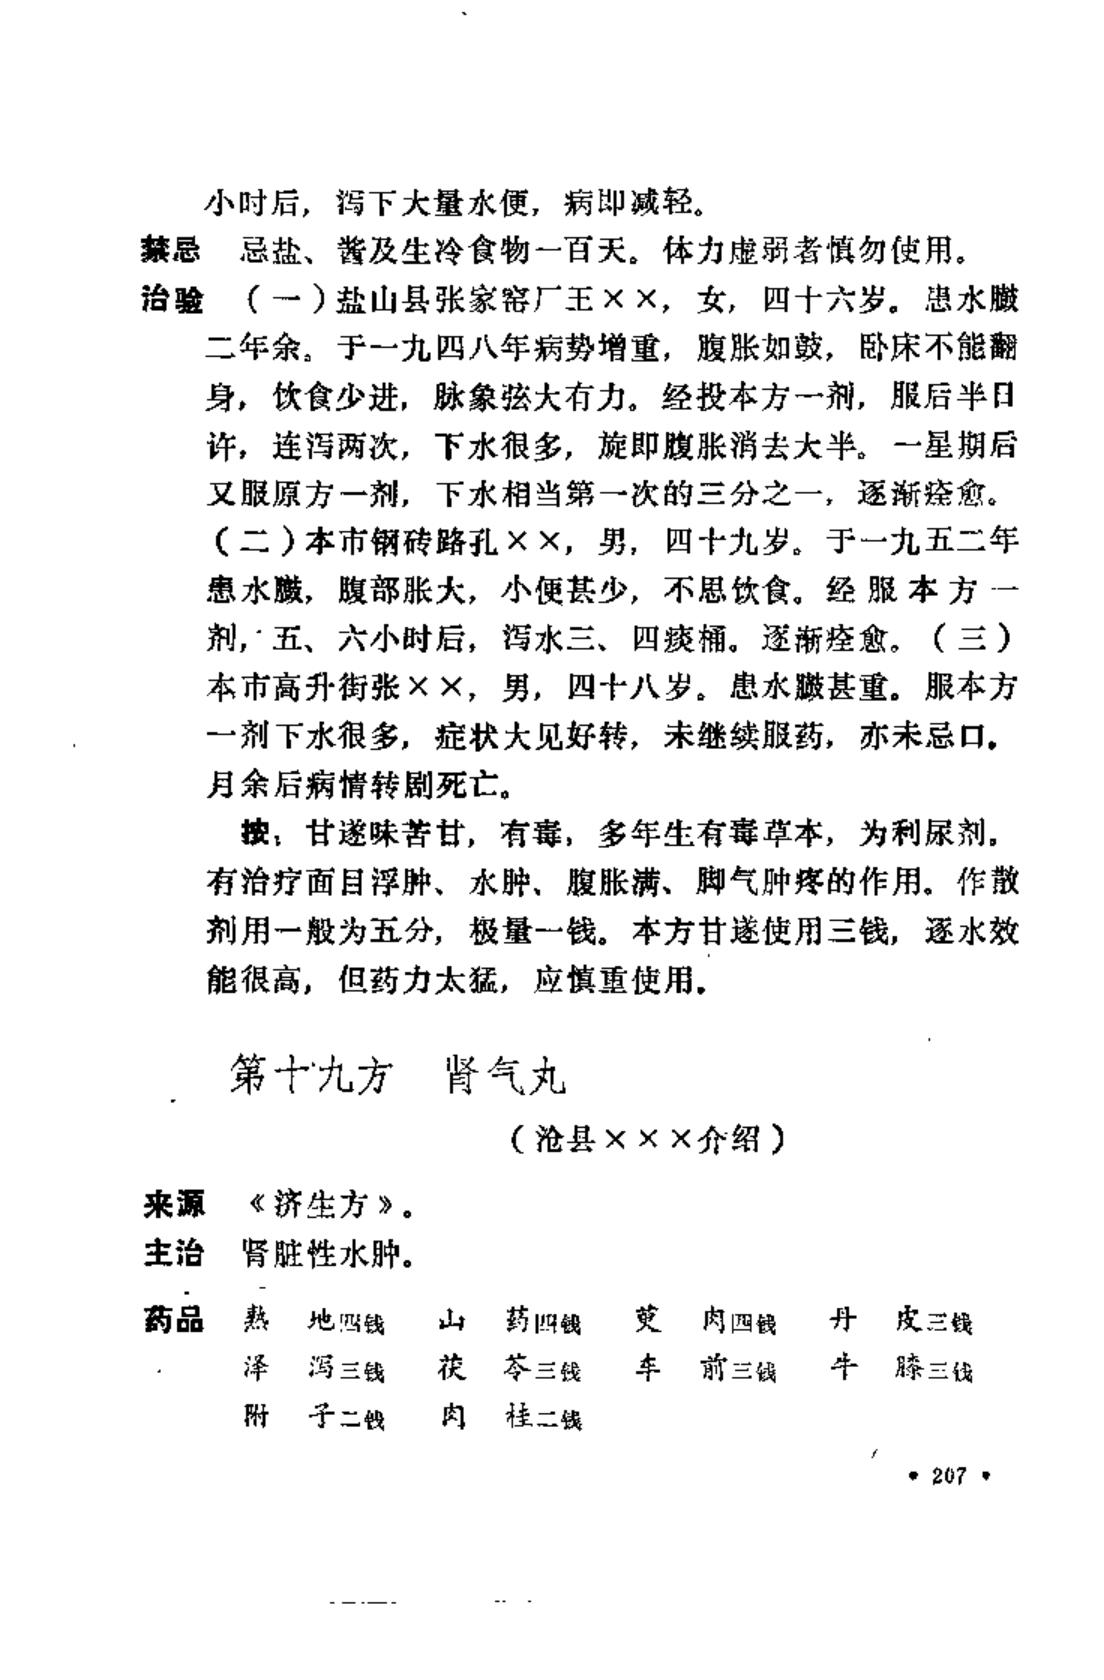 小时后，泻下大量水便，病即减轻。
禁忌 忌盐、酱及生冷食物一百天。体力虚弱者慎勿使用。
治验 （一）盐山县张家窑厂王××，女，四十六岁。患水臌
二年余。于一九四八年病势增重，腹胀如鼓，卧床不能翻
身，饮食少进，脉象弦大有力。经投本方一剂，服后半日
许，连泻两次，下水很多，旋即腹胀消去大半。一星期后
又服原方一剂，下水相当第一次的三分之一，逐渐痊愈。
（二）本市钢砖路孔××，男，四十九岁。于一九五二年
患水臌，腹部胀大，小便甚少，不思饮食。经服本方一
剂，五、六小时后，泻水三、四痰桶。逐渐痊愈。（三）
本市高升街张××，男，四十八岁。患水臌甚重。服本方
一剂下水很多，症状大见好转，未继续服药，亦未忌口。
月余后病情转剧死亡。
按：甘遂味苦甘，有毒，多年生有毒草本，为利尿剂。
有治疗面目浮肿、水肿、腹胀满、脚气肿疼的作用。作散
剂用一般为五分，极量一钱。本方甘遂使用三钱，逐水效
能很高，但药力太猛，应慎重使用。
第十九方 肾气丸
（沧县×××介绍）
来源 《济生方》。
主治 肾脏性水肿。
药品 熟 地四钱 山 药四钱 萸 肉四钱 丹 皮三钱
泽 泻三钱 茯 苓三钱 车 前三钱 牛 膝三钱
附 子二钱 肉 桂二钱
• 207 •